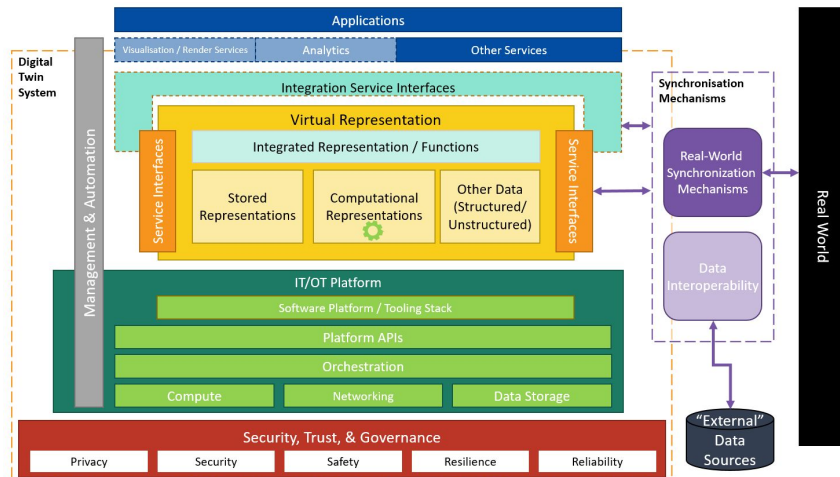 Applications
Visualisation / Render Services
Analytics
Other Services
Digital
Twin
System
Management & Automation
Integration Service Interfaces
Virtual Representation
Integrated Representation / Functions
Service Interfaces
Stored
Representations
Computational
Representations
Other Data
(Structured/
Unstructured)
Service Interfaces
Synchronisation
Mechanisms
Real-World
Synchronization
Mechanisms
Data
Interoperability
Real World
IT/OT Platform
Software Platform / Tooling Stack
Platform APIs
Orchestration
Compute
Networking
Data Storage
"External"
Data
Sources
Security, Trust, & Governance
Privacy
Security
Safety
Resilience
Reliability